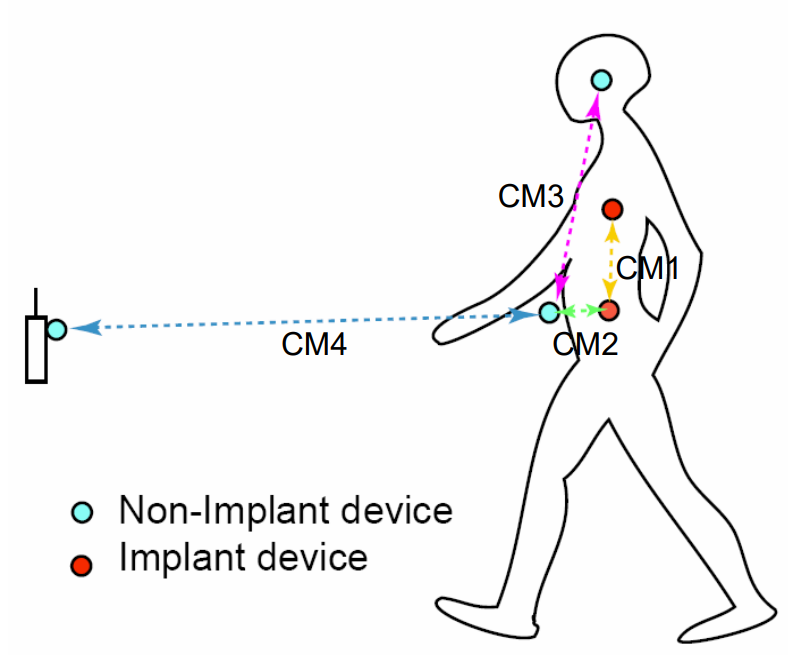 CM3
CM1
CM4
CM2
Non-Implant device
Implant device